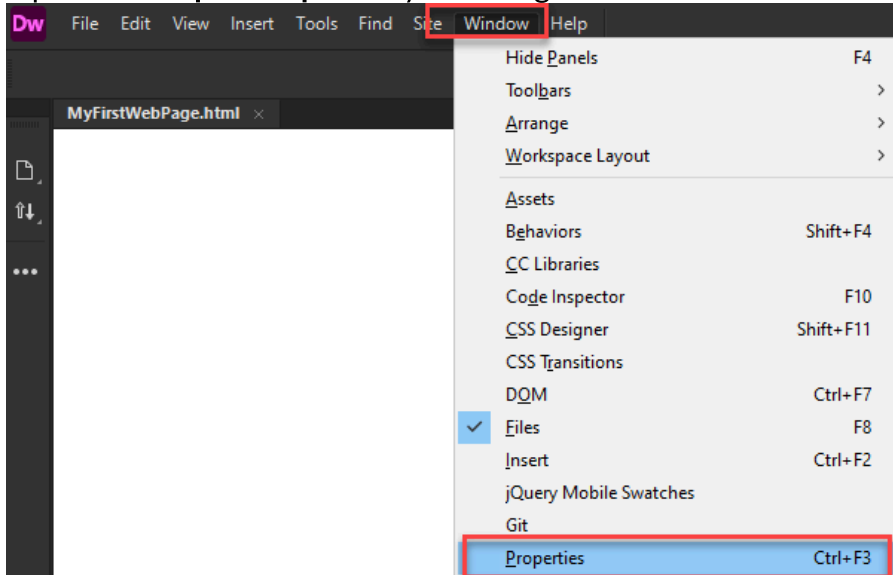 Dw File Edit View Insert Tools Find Site Window Help
MyFirstWebPage.html ×
Hide Panels F4
Toolbars >
Arrange >
Workspace Layout >
Assets
Behaviors Shift+F4
CC Libraries
Code Inspector F10
CSS Designer Shift+F11
CSS Transitions
DOM Ctrl+F7
Files F8
Insert Ctrl+F2
jQuery Mobile Swatches
Git
Properties Ctrl+F3